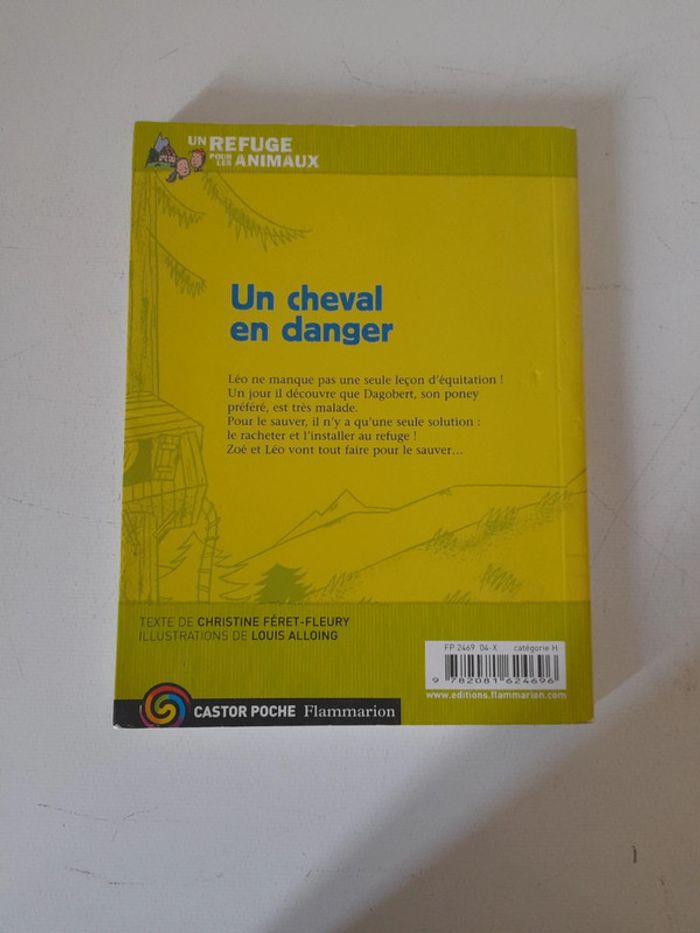 UN REFUGE
POUR LES ANIMAUX
Un cheval
en danger
Léo ne manque pas une seule leçon d'équitation !
Un jour il découvre que Dagobert, son poney
préféré, est très malade.
Pour le sauver, il n'y a qu'une seule solution :
le racheter et l'installer au refuge !
Zoé et Léo vont tout faire pour le sauver...
TEXTE DE CHRISTINE FÉRET-FLEURY
ILLUSTRATIONS DE LOUIS ALLOING
FP 2469 04-X catégorie H
9 782081 624696
www.editions.flammarion.com
CASTOR POCHE Flammarion